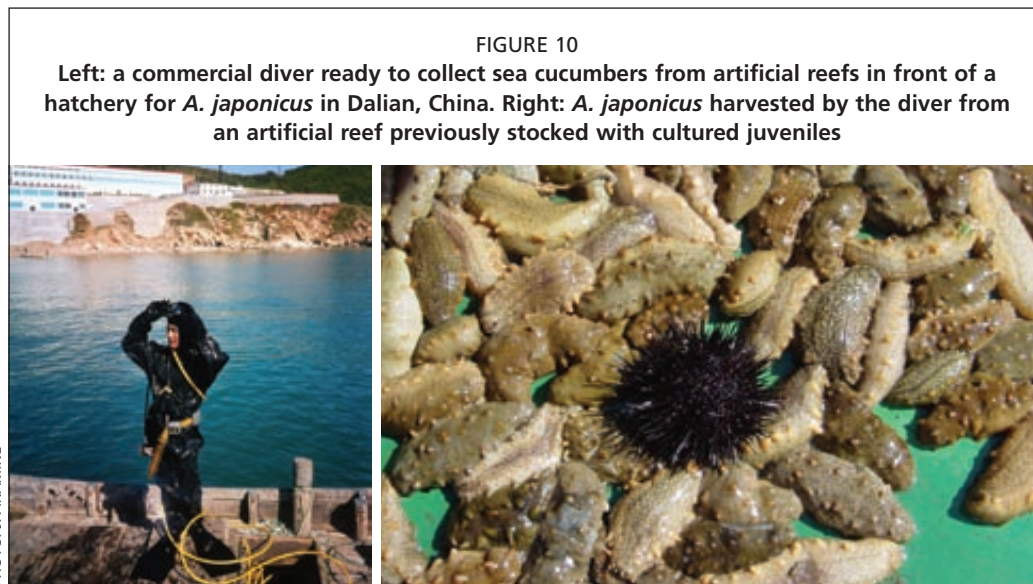 FIGURE 10
Left: a commercial diver ready to collect sea cucumbers from artificial reefs in front of a
hatchery for A. japonicus in Dalian, China. Right: A. japonicus harvested by the diver from
an artificial reef previously stocked with cultured juveniles